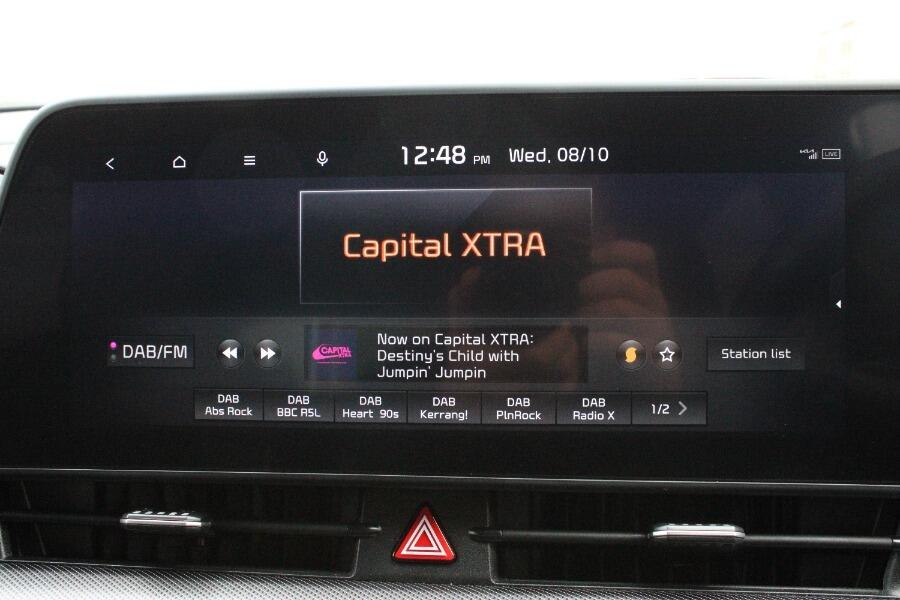 12:48 PM Wed, 08/10
LIVE
Capital XTRA
DAB/FM
CAPITAL
XTRA
Now on Capital XTRA:
Destiny's Child with
Jumpin' Jumpin
Station list
DAB
Abs Rock
DAB
BBC R5L
DAB
Heart 90s
DAB
Kerrang!
DAB
PlnRock
DAB
Radio X
1/2